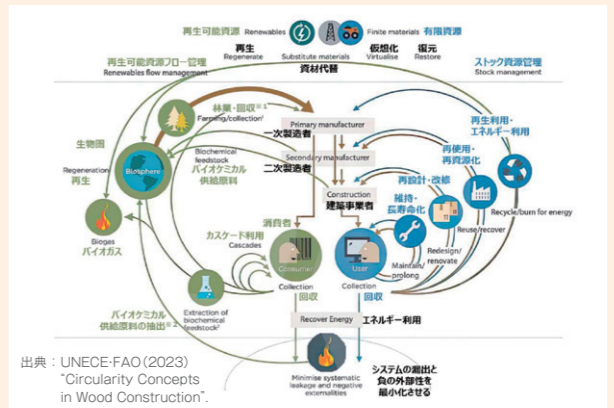 再生可能資源 Renewables
Finite materials 有限資源
再生
Regenerate
Substitute materials
資材代替
仮想化
Virtualise
復元
Restore
再生可能資源フロー管理
Renewables flow management
ストック資源管理
Stock management
林業・回収※1
Farming/collection¹
Primary manufacturer
一次製造者
再生利用・
エネルギー利用
生物圏
Biosphere
Biochemical
feedstock
バイオケミカル
供給原料
Secondary manufacturer
二次製造者
再使用・
再資源化
Regeneration
再生
Construction
建築事業者
再設計・改修
維持・
長寿命化
Recycle/burn for energy
Reuse/recover
Biogas
バイオガス
消費者
カスケード利用
Cascades
Consumer
User
Redesign/
renovate
Maintain/
prolong
Collection
回収
Collection
回収
バイオケミカル
供給原料の抽出※2
Extraction of
biochemical
feedstock²
Recover Energy エネルギー利用
Minimise systematic
leakage and negative
externalities
システムの漏出と
負の外部性を
最小化させる
出典：UNECE-FAO（2023）
“Circularity Concepts
in Wood Construction”.